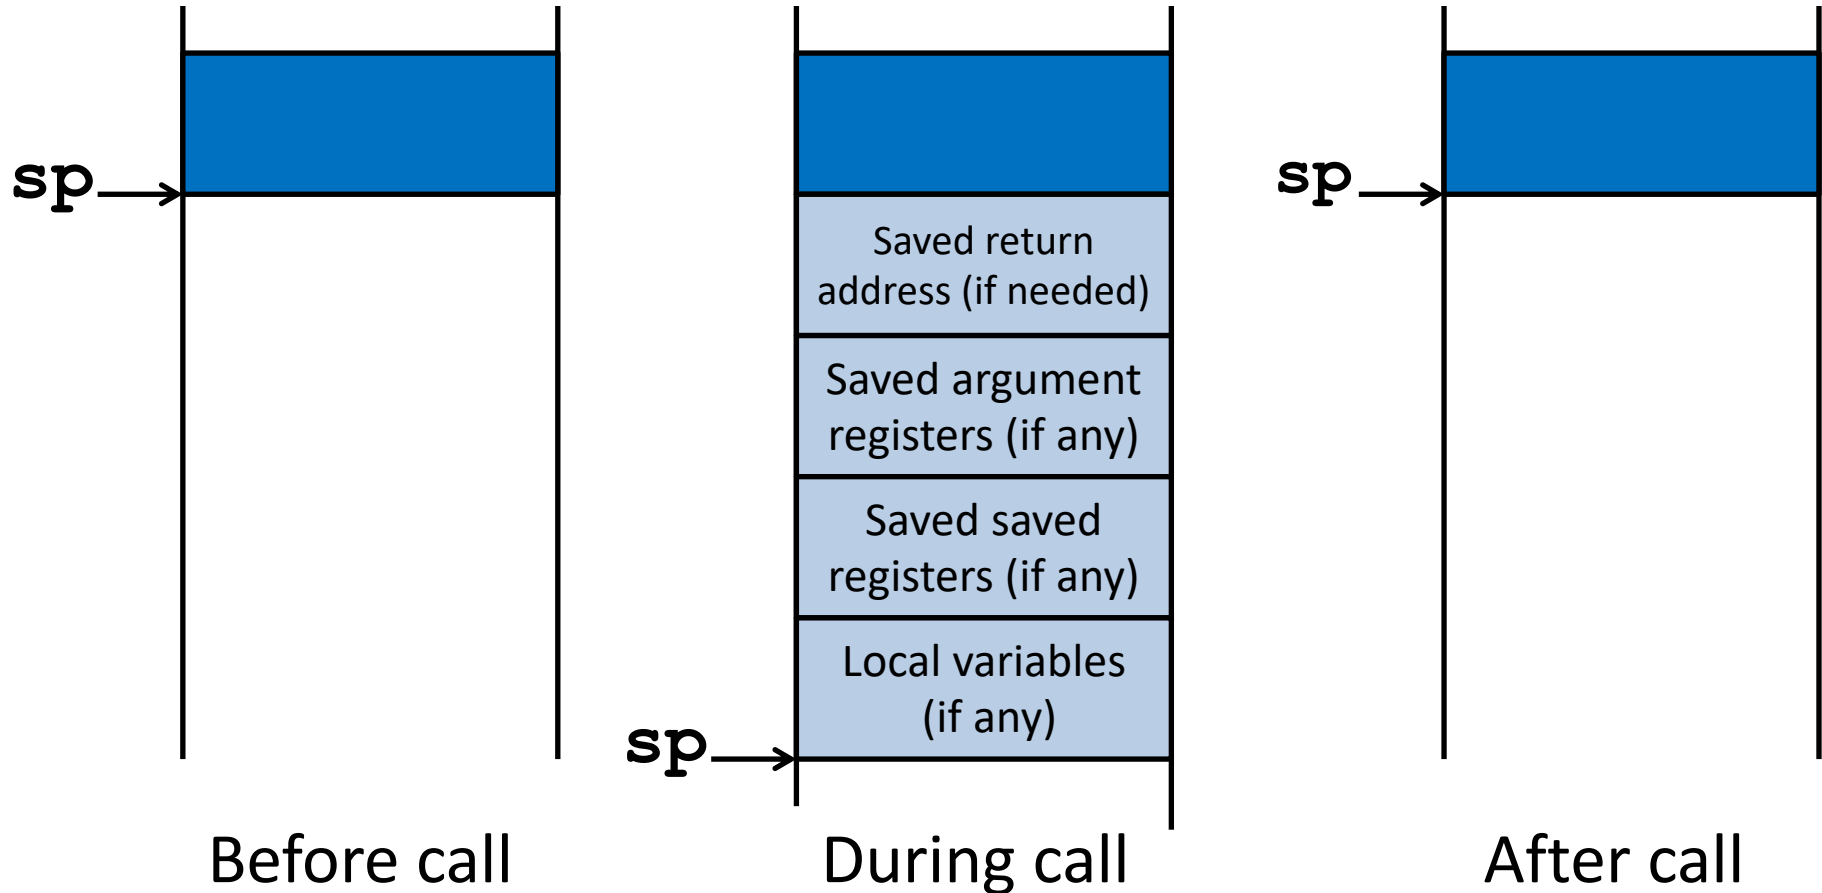 sp
Before call
Saved return
address (if needed)
Saved argument
registers (if any)
Saved saved
registers (if any)
Local variables
(if any)
sp
During call
sp
After call